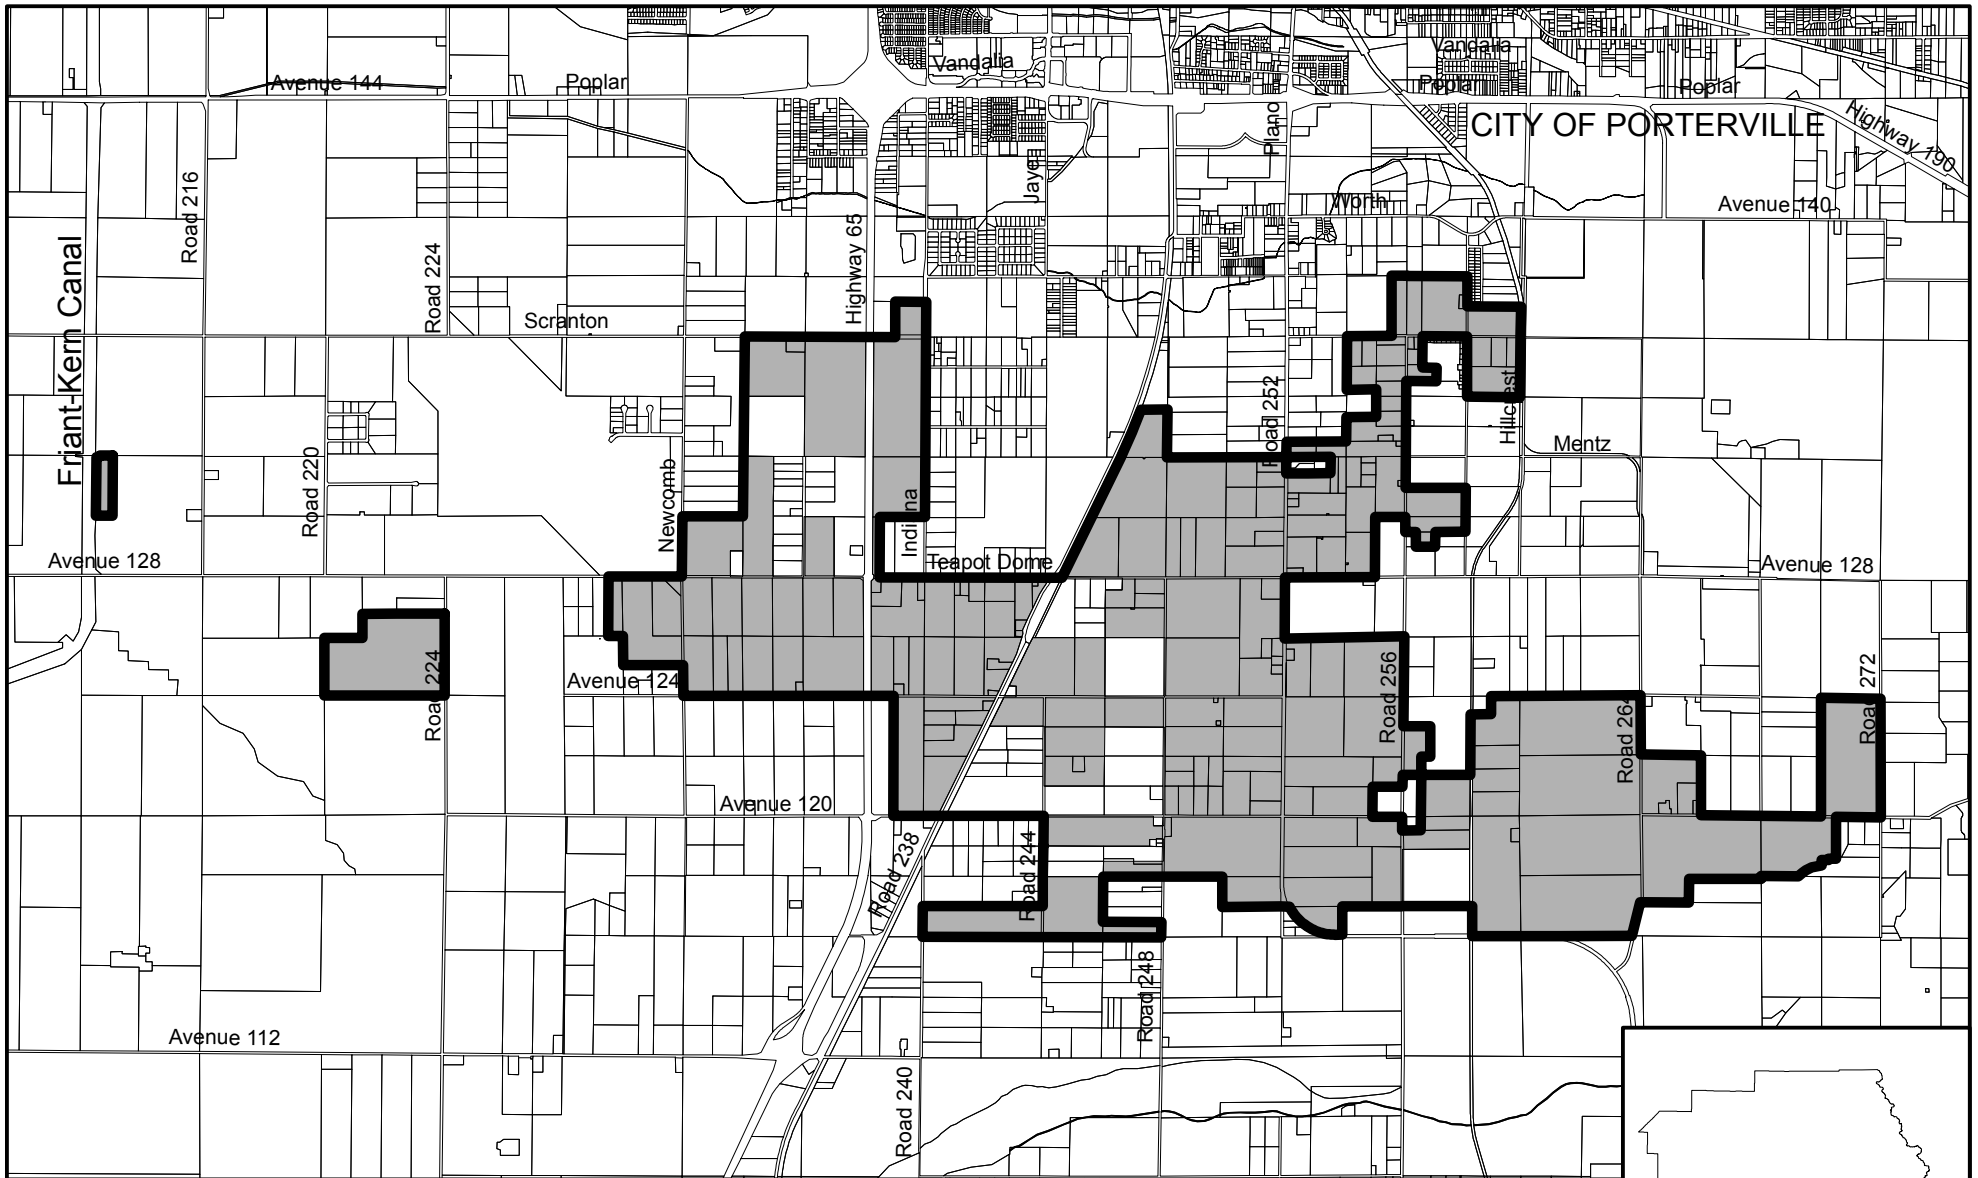 Vandalia
Vandalia
Avenue 144
Poplar
Poplar
Poplar
Highway 190
CITY OF PORTERVILLE
Plano
Jaye
Road 216
Worth
Avenue 140
Friant-Kern Canal
Road 224
Highway 65
Scranton
Road 252
Hillcrest
Mentz
Road 220
Newcomb
Indiana
Avenue 128
Teapot Dome
Avenue 128
Road 224
Avenue 124
Road 256
Road 264
Road 272
Avenue 120
Road 238
Road 244
Road 248
Avenue 112
Road 240